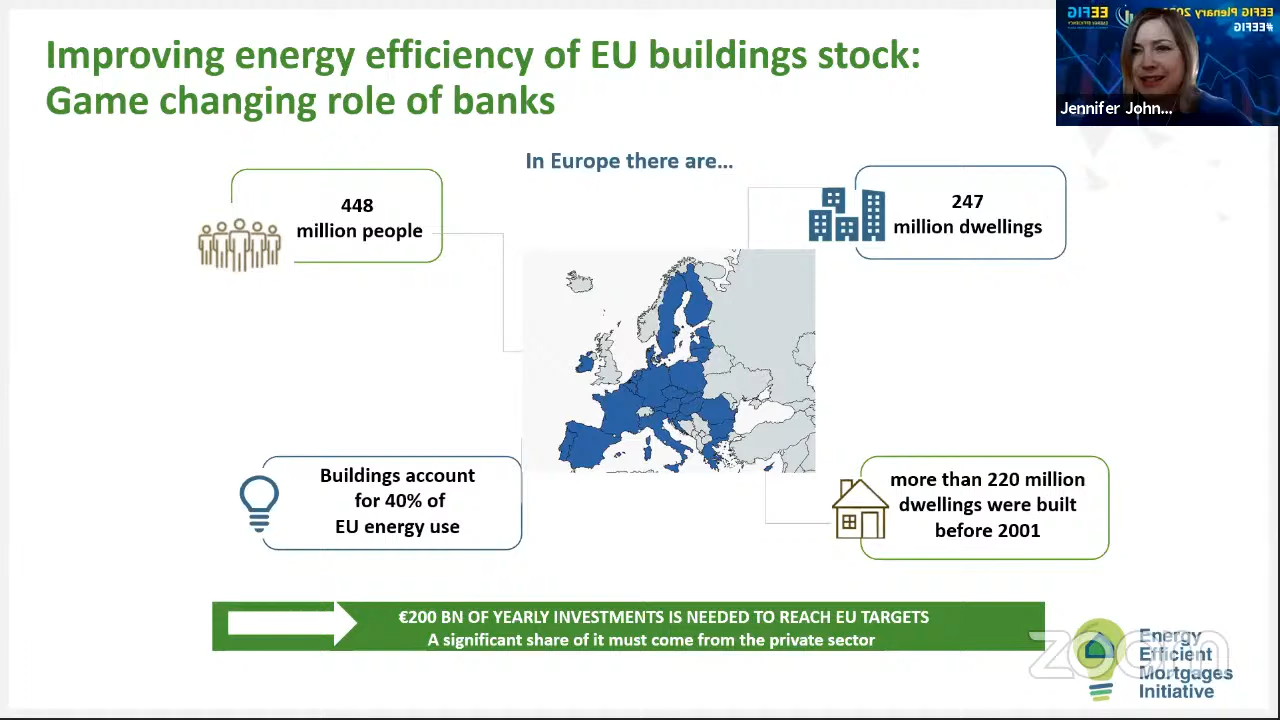 Improving energy efficiency of EU buildings stock:
Game changing role of banks
EEFIG
EEFIG Plenary
#EEFIG
Jennifer John...
In Europe there are...
448
million people
247
million dwellings
Buildings account
for 40% of
EU energy use
more than 220 million
dwellings were built
before 2001
€200 BN OF YEARLY INVESTMENTS IS NEEDED TO REACH EU TARGETS
A significant share of it must come from the private sector
zoom
Energy
Efficient
Mortgages
Initiative